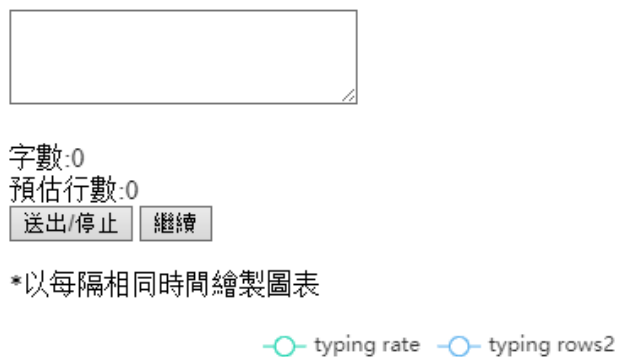 字數:0
預估行數:0
送出/停止 繼續
*以每隔相同時間繪製圖表
typing rate typing rows2